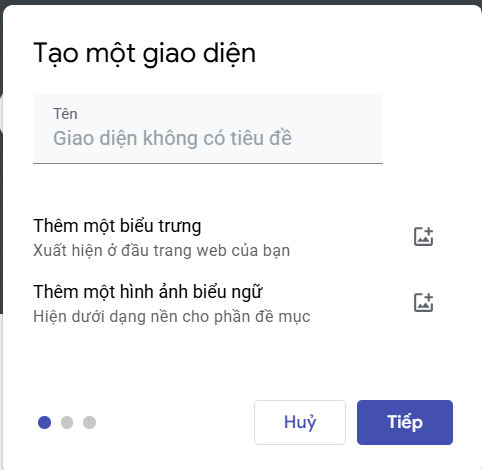 Tạo một giao diện
Tên
Giao diện không có tiêu đề
Thêm một biểu trưng
Xuất hiện ở đầu trang web của bạn
Thêm một hình ảnh biểu ngữ
Hiện dưới dạng nền cho phần đề mục
Huỷ
Tiếp